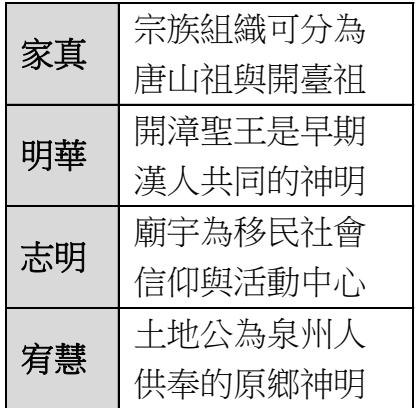 家真
宗族組織可分為
唐山祖與開臺祖
明華
開漳聖王是早期
漢人共同的神明
志明
廟宇為移民社會
信仰與活動中心
宥慧
土地公為泉州人
供奉的原鄉神明